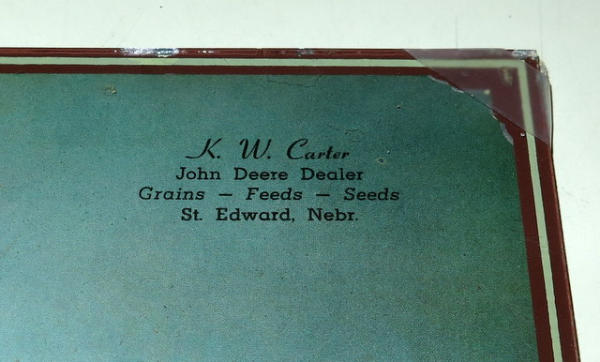 K. W. Carter
John Deere Dealer
Grains — Feeds — Seeds
St. Edward, Nebr.